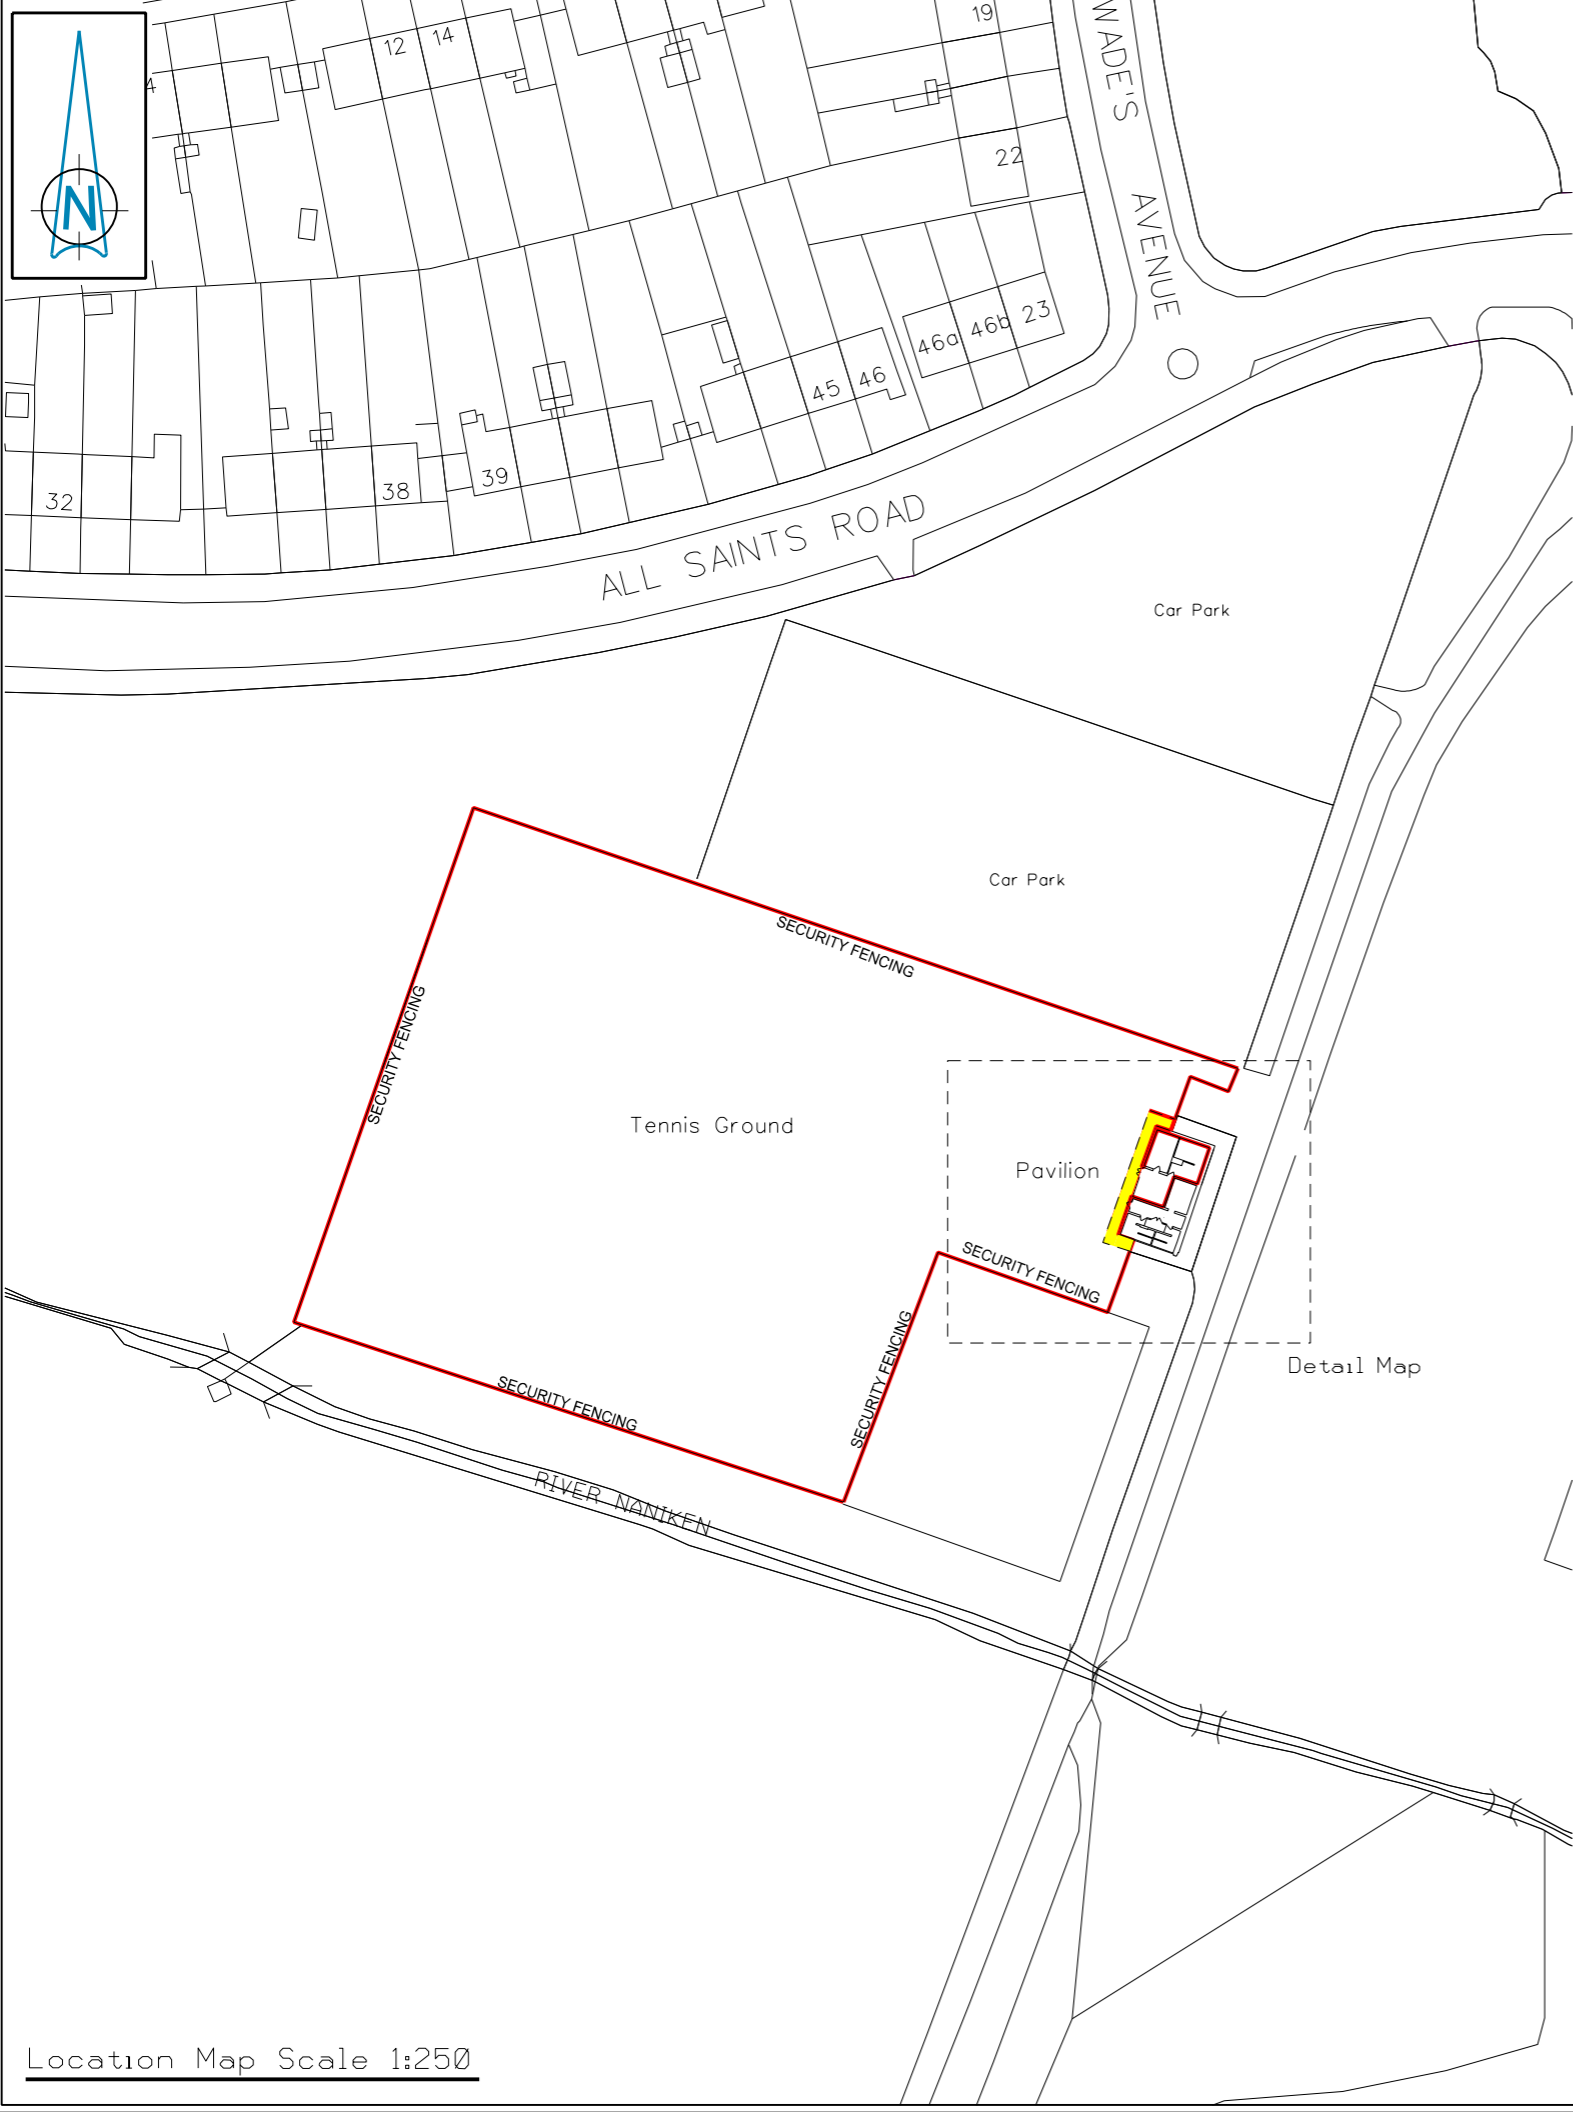 19
12
14
4
WADE'S AVENUE
22
N
23
46b
46a
46
45
39
38
32
ALL SAINTS ROAD
Car Park
Car Park
SECURITY FENCING
SECURITY FENCING
Tennis Ground
Pavilion
SECURITY FENCING
SECURITY FENCING
Detail Map
SECURITY FENCING
RIVER NANIKEN
Location Map Scale 1:250